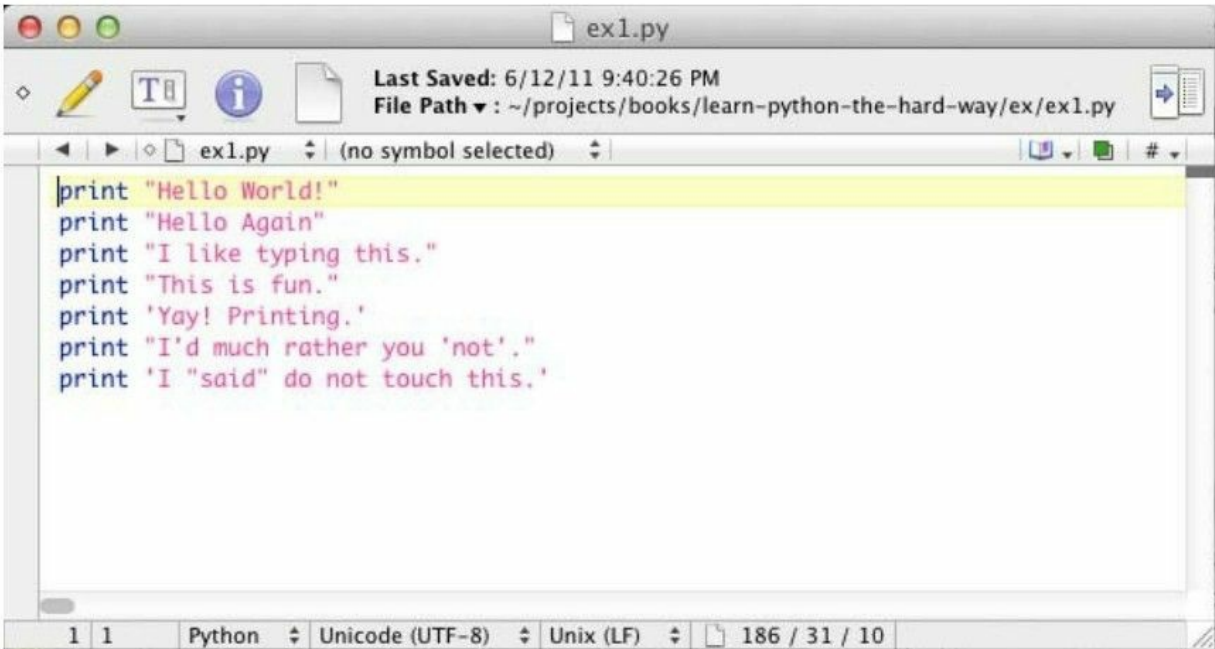 ex1.py
Last Saved: 6/12/11 9:40:26 PM
File Path ▾ : ~/projects/books/learn-python-the-hard-way/ex/ex1.py
ex1.py (no symbol selected) #
print "Hello World!"
print "Hello Again"
print "I like typing this."
print "This is fun."
print 'Yay! Printing.'
print "I'd much rather you 'not'."
print 'I "said" do not touch this.'
1 1 Python Unicode (UTF-8) Unix (LF) 186 / 31 / 10